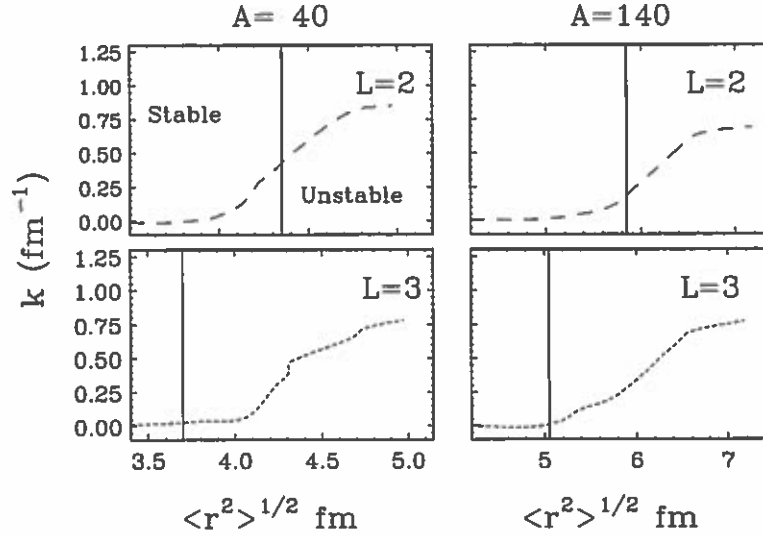 A= 40
A=140
k (fm⁻¹)
1.25
1.00
0.75
0.50
0.25
0.00
L=2
Stable
Unstable
L=2
1.25
1.00
0.75
0.50
0.25
0.00
L=3
L=3
3.5 4.0 4.5 5.0
5 6 7
<r²>¹/² fm
<r²>¹/² fm